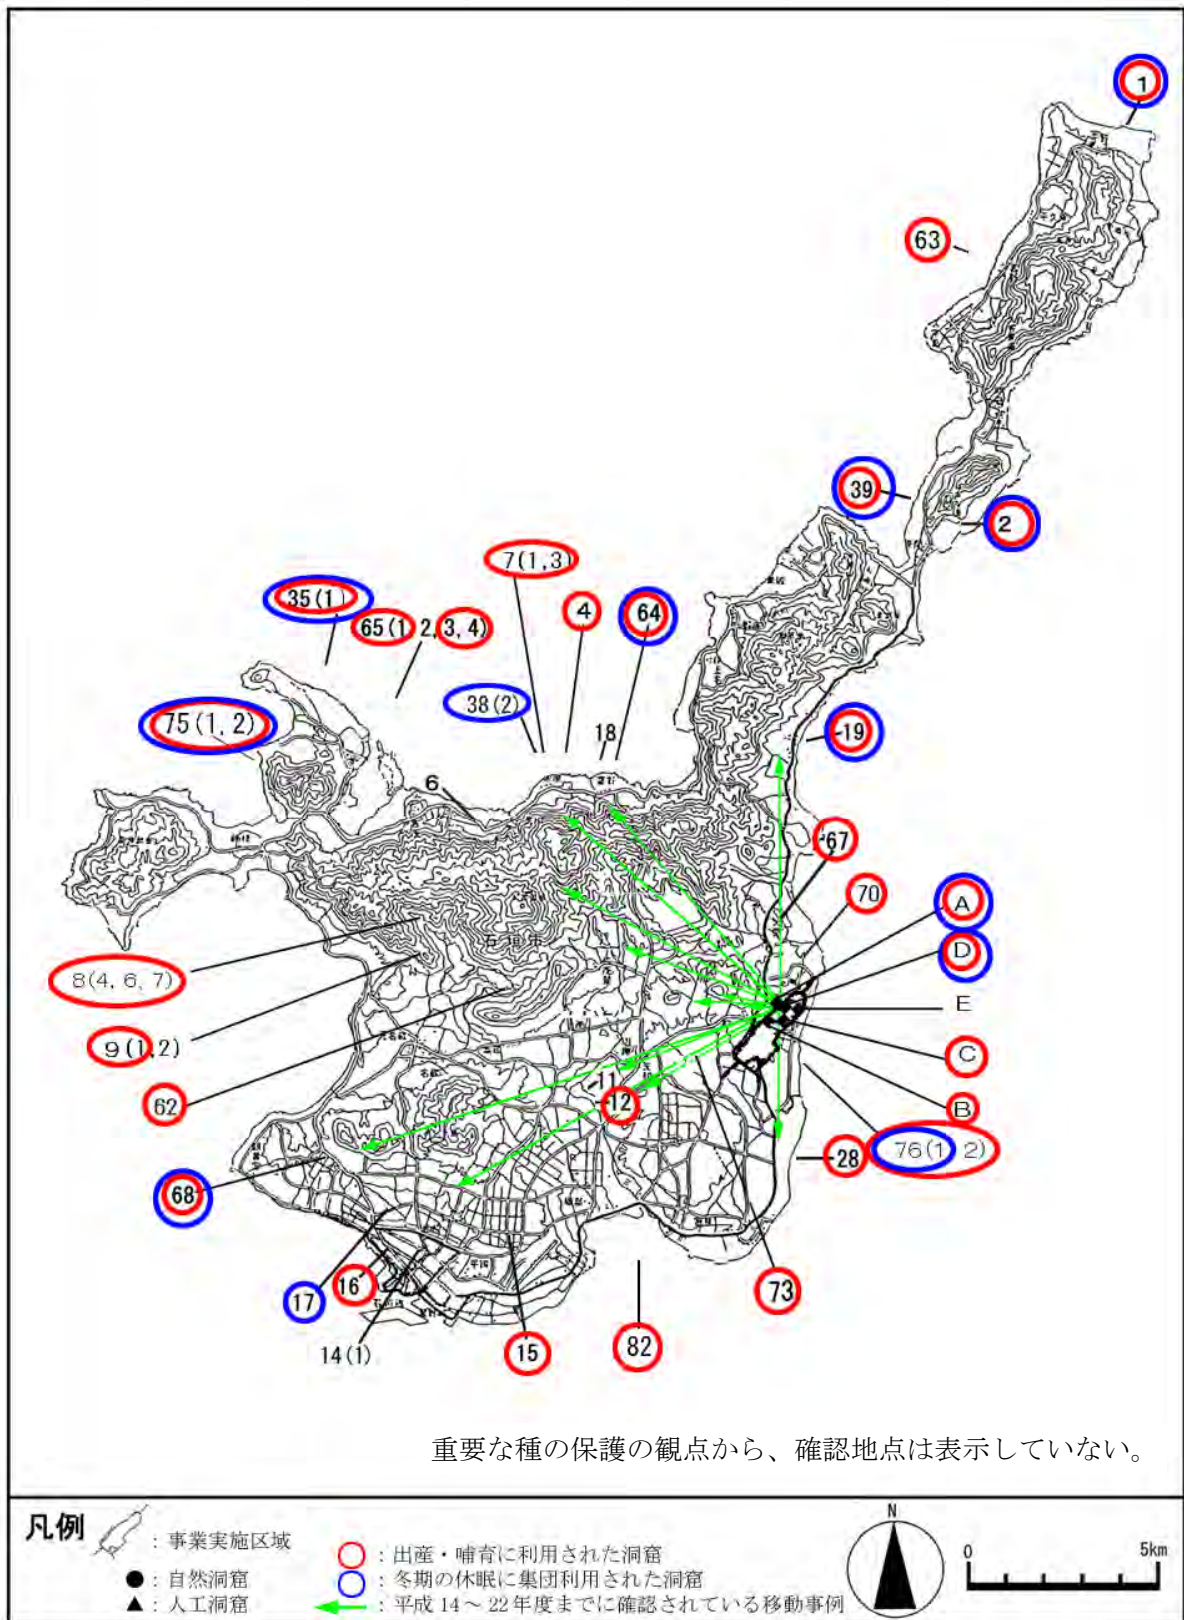 1
63
39
2
7(1,3)
35(1)
4
64
65(1 2,3,4)
38(2)
75(1,2)
18
19
6
67
70
A
石垣市
D
8(4,6,7)
E
9(1,2)
C
62
11
12
B
28
76(1 2)
68
16
73
17
14(1)
15
82
重要な種の保護の観点から、確認地点は表示していない。
凡例
: 事業実施区域
● : 自然洞窟
▲ : 人工洞窟
: 出産・哺育に利用された洞窟
: 冬期の休眠に集団利用された洞窟
: 平成 14～22年度までに確認されている移動事例
N
0 5km